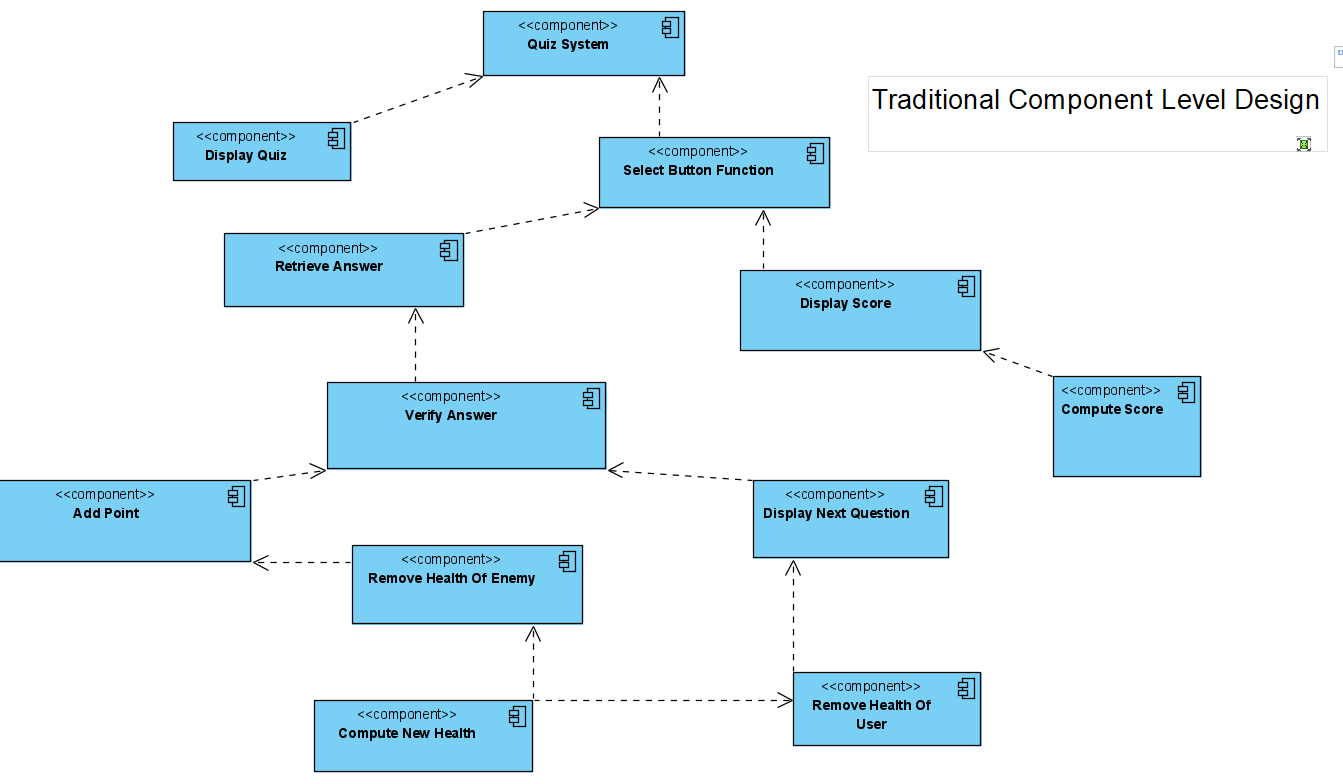 <<component>>
Quiz System
Traditional Component Level Design
<<component>>
Display Quiz
<<component>>
Select Button Function
<<component>>
Retrieve Answer
<<component>>
Display Score
<<component>>
Compute Score
<<component>>
Verify Answer
<<component>>
Add Point
<<component>>
Display Next Question
<<component>>
Remove Health Of Enemy
<<component>>
Remove Health Of
User
<<component>>
Compute New Health